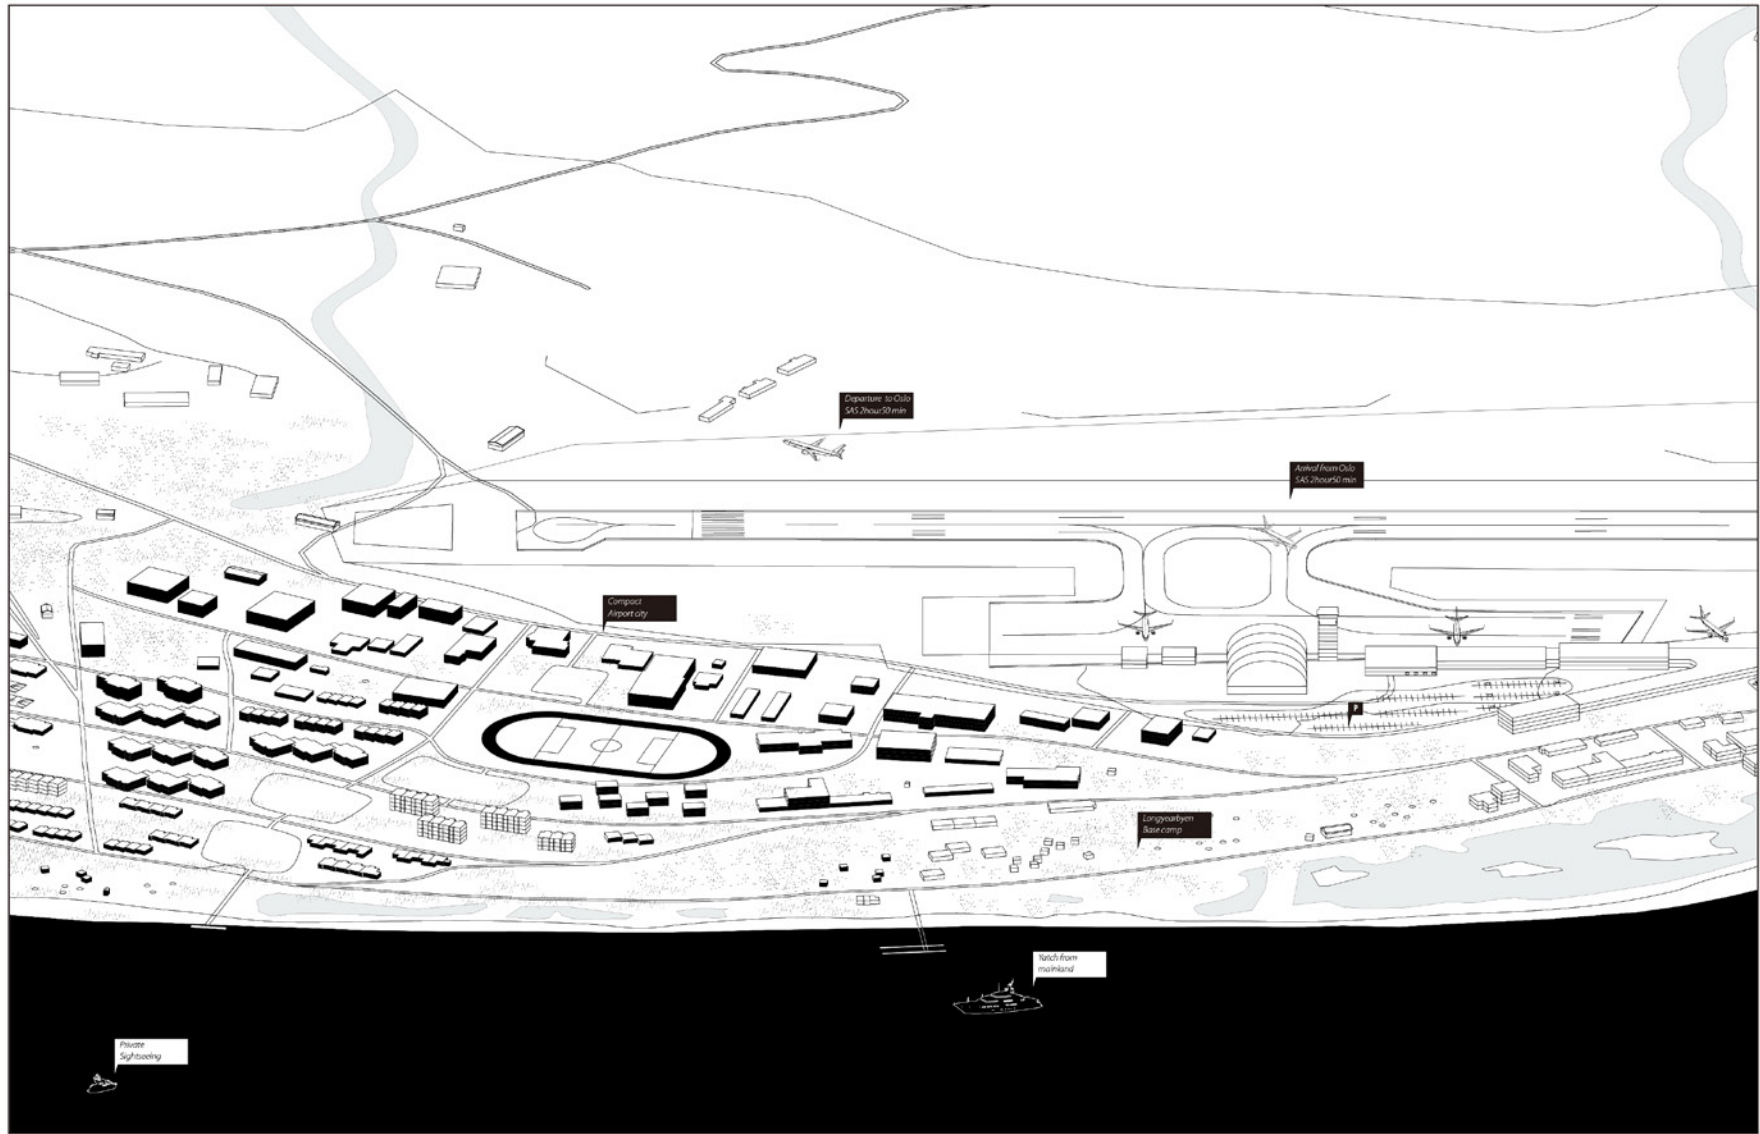 Departure to Oslo
SAS 2hour50 min
Arrival from Oslo
SAS 2hour50 min
Compact
Airport city
P
Longyearbyen
Base camp
Yatch from
mainland
Private
Sightseeing